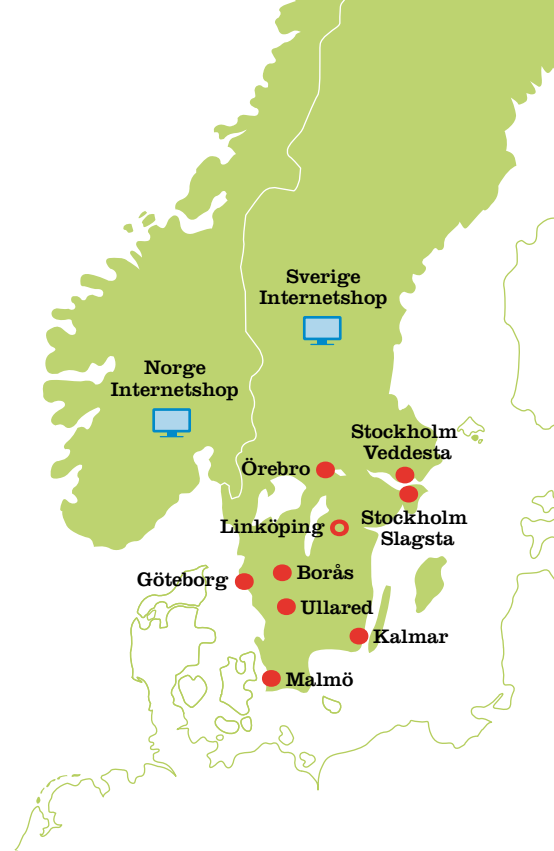 Sverige
Internetshop
Norge
Internetshop
Stockholm
Veddesta
Örebro
Stockholm
Slagsta
Linköping
Borås
Göteborg
Ullared
Kalmar
Malmö